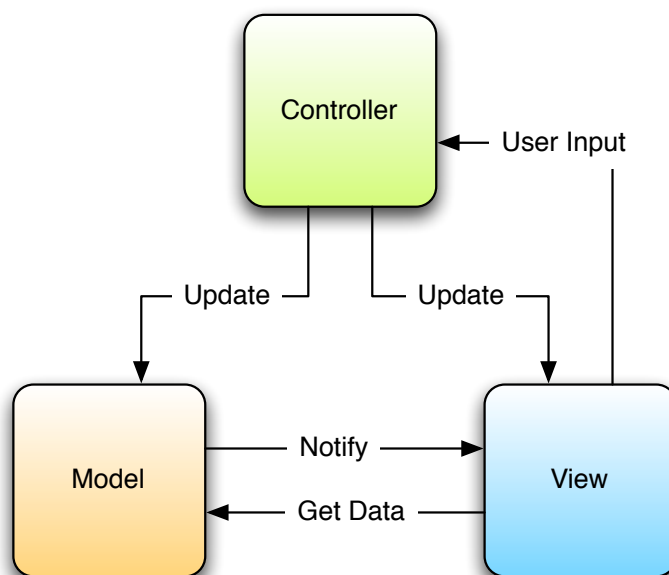 Controller
User Input
Update
Update
Model
Notify
Get Data
View